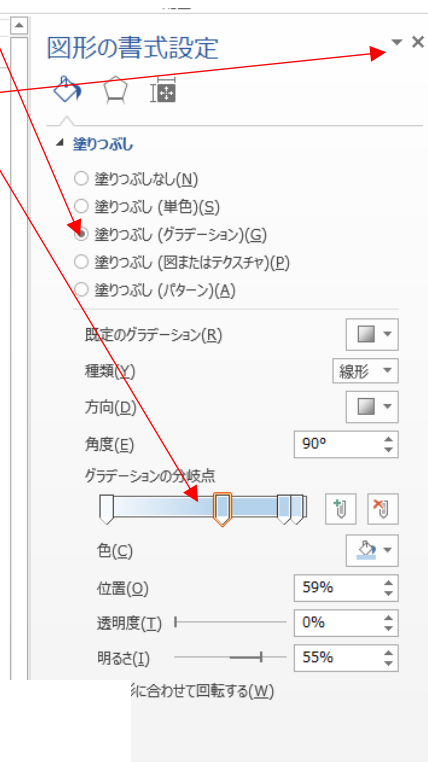 図形の書式設定
塗りつぶし
塗りつぶしなし(N)
塗りつぶし (単色)(S)
塗りつぶし (グラデーション)(G)
塗りつぶし (図またはテクスチャ)(P)
塗りつぶし (パターン)(A)
既定のグラデーション(R)
種類(Y) 線形
方向(D)
角度(E) 90°
グラデーションの分岐点
色(C)
位置(O) 59%
透明度(T) 0%
明るさ(I) 55%
に合わせて回転する(W)